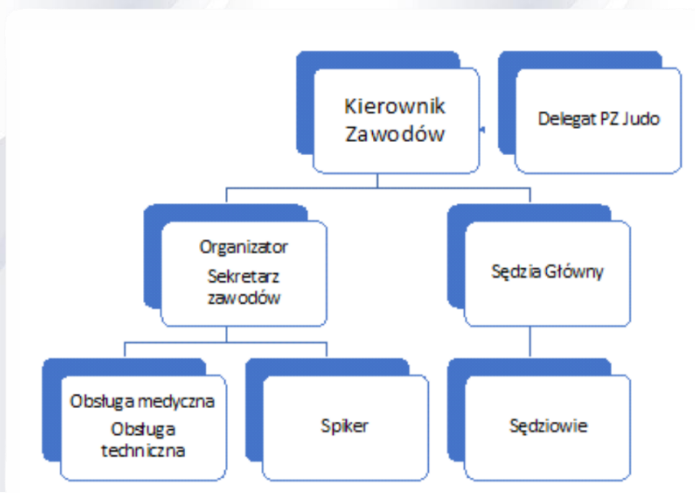 Kierownik
Zawodów
Delegat PZ Judo
Organizator
Sekretarz
zawodów
Sędzia Główny
Obsługa medyczna
Obsługa
techniczna
Spiker
Sędziowie